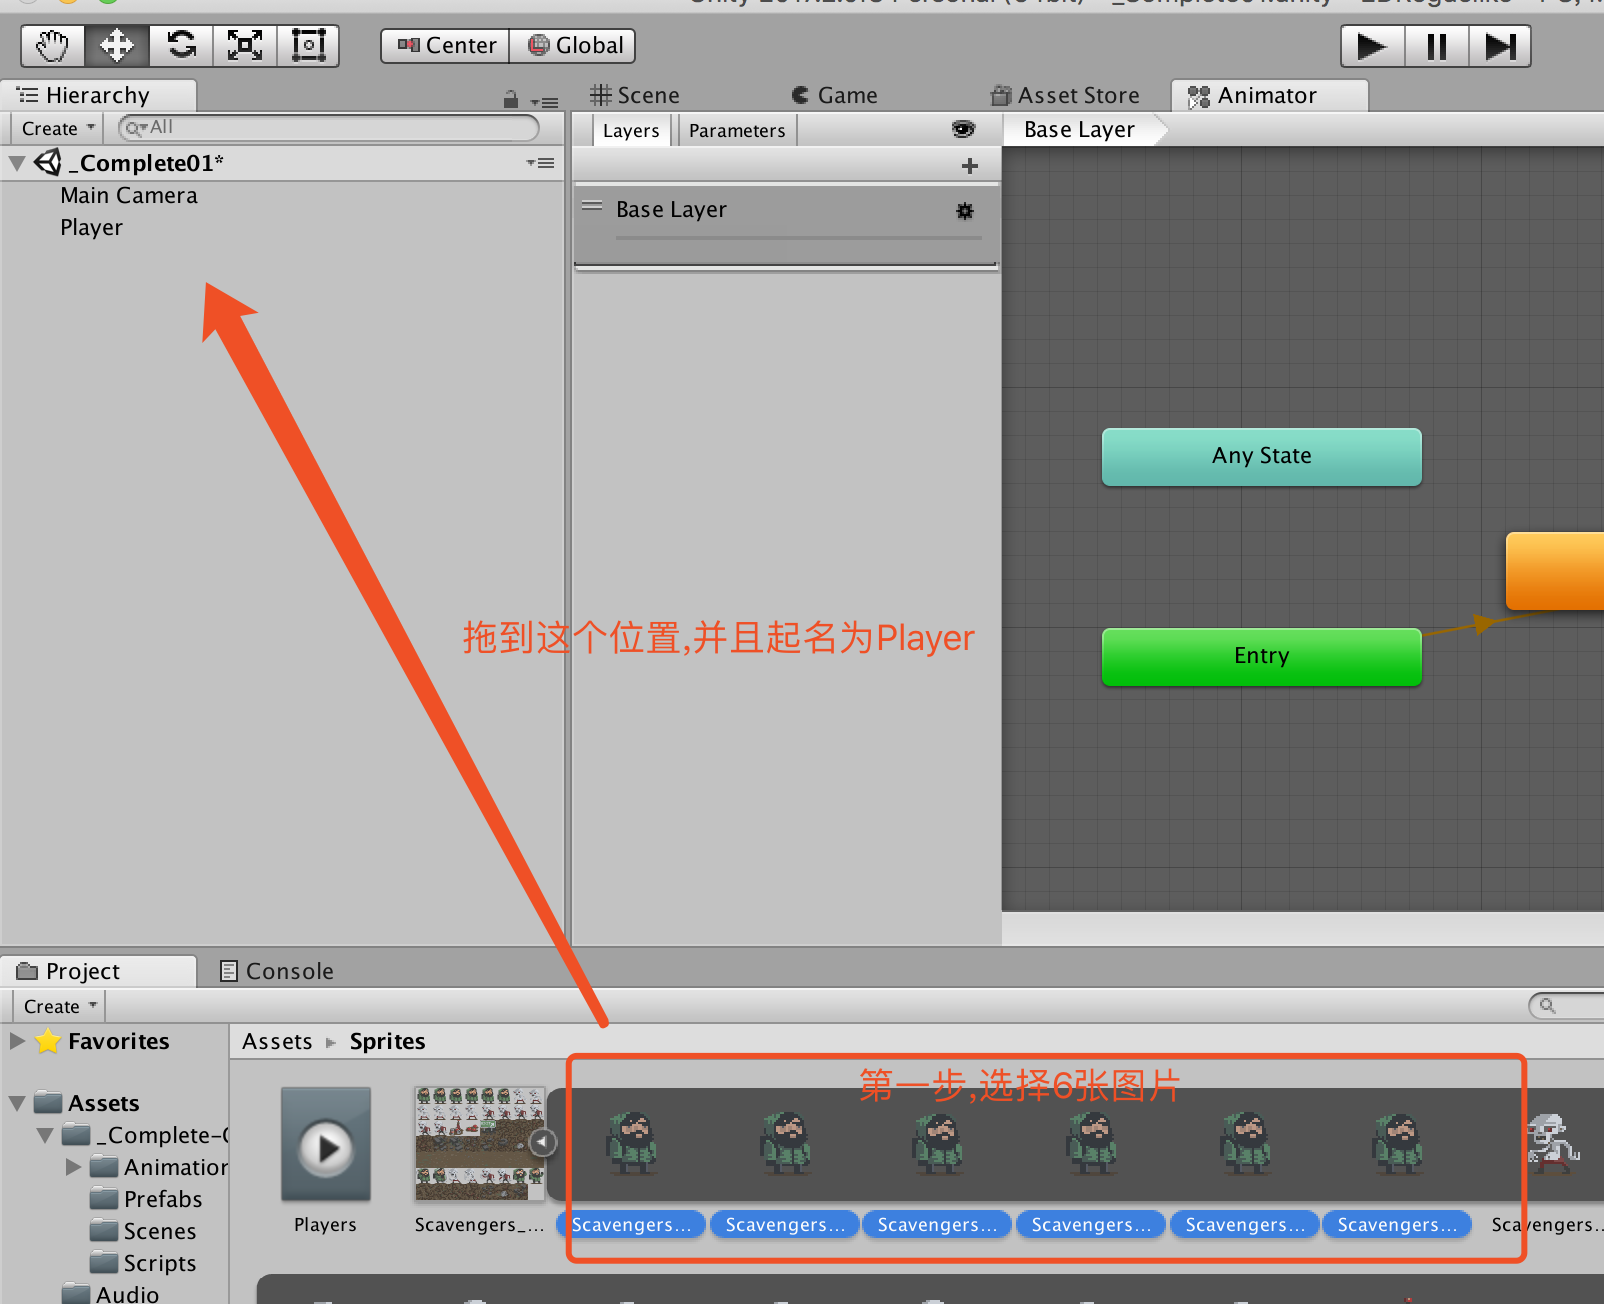 Center
Global
Hierarchy
Scene
Game
Asset Store
Animator
Create
All
Layers
Parameters
Base Layer
_Complete01*
Main Camera
Player
Base Layer
Any State
拖到这个位置,并且起名为Player
Entry
Project
Console
Create
Favorites
Assets
Sprites
第一步,选择6张图片
Assets
_Complete-
Animation
Prefabs
Scenes
Scripts
Audio
Players
Scavengers_...
Scavengers...
Scavengers...
Scavengers...
Scavengers...
Scavengers...
Scavengers...
Scavengers...